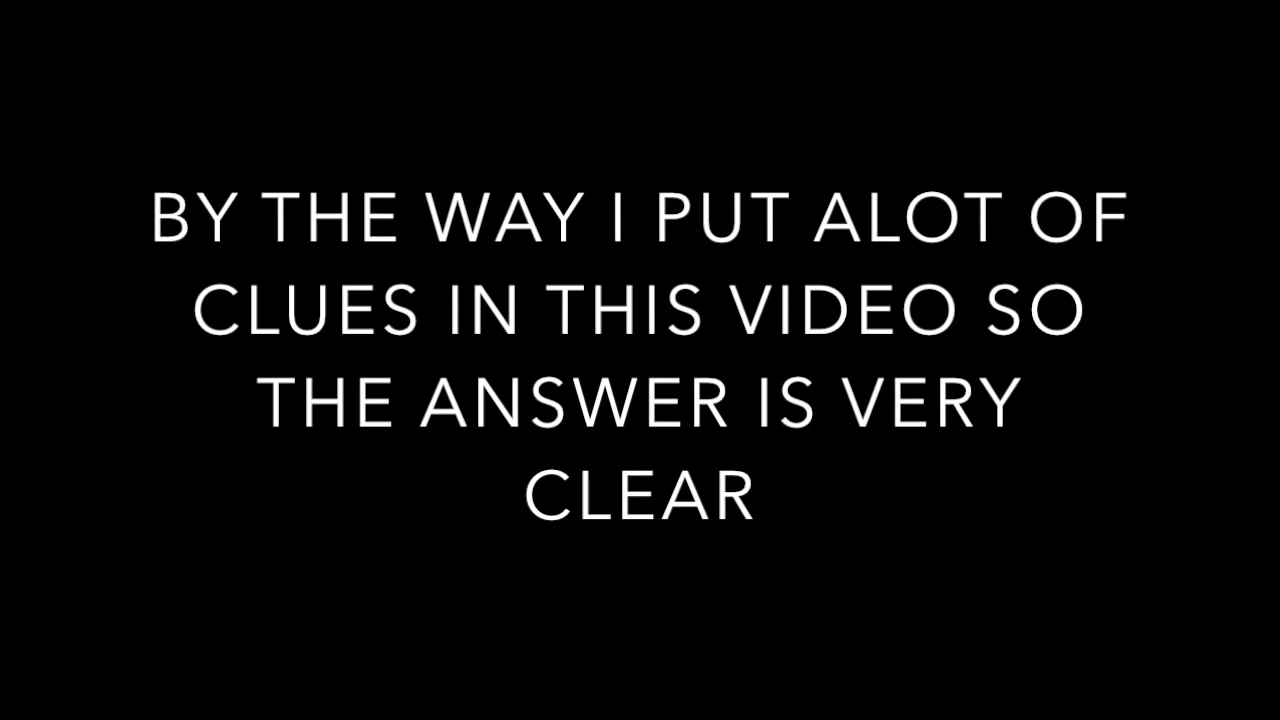 BY THE WAY I PUT ALOT OF
CLUES IN THIS VIDEO SO
THE ANSWER IS VERY
CLEAR